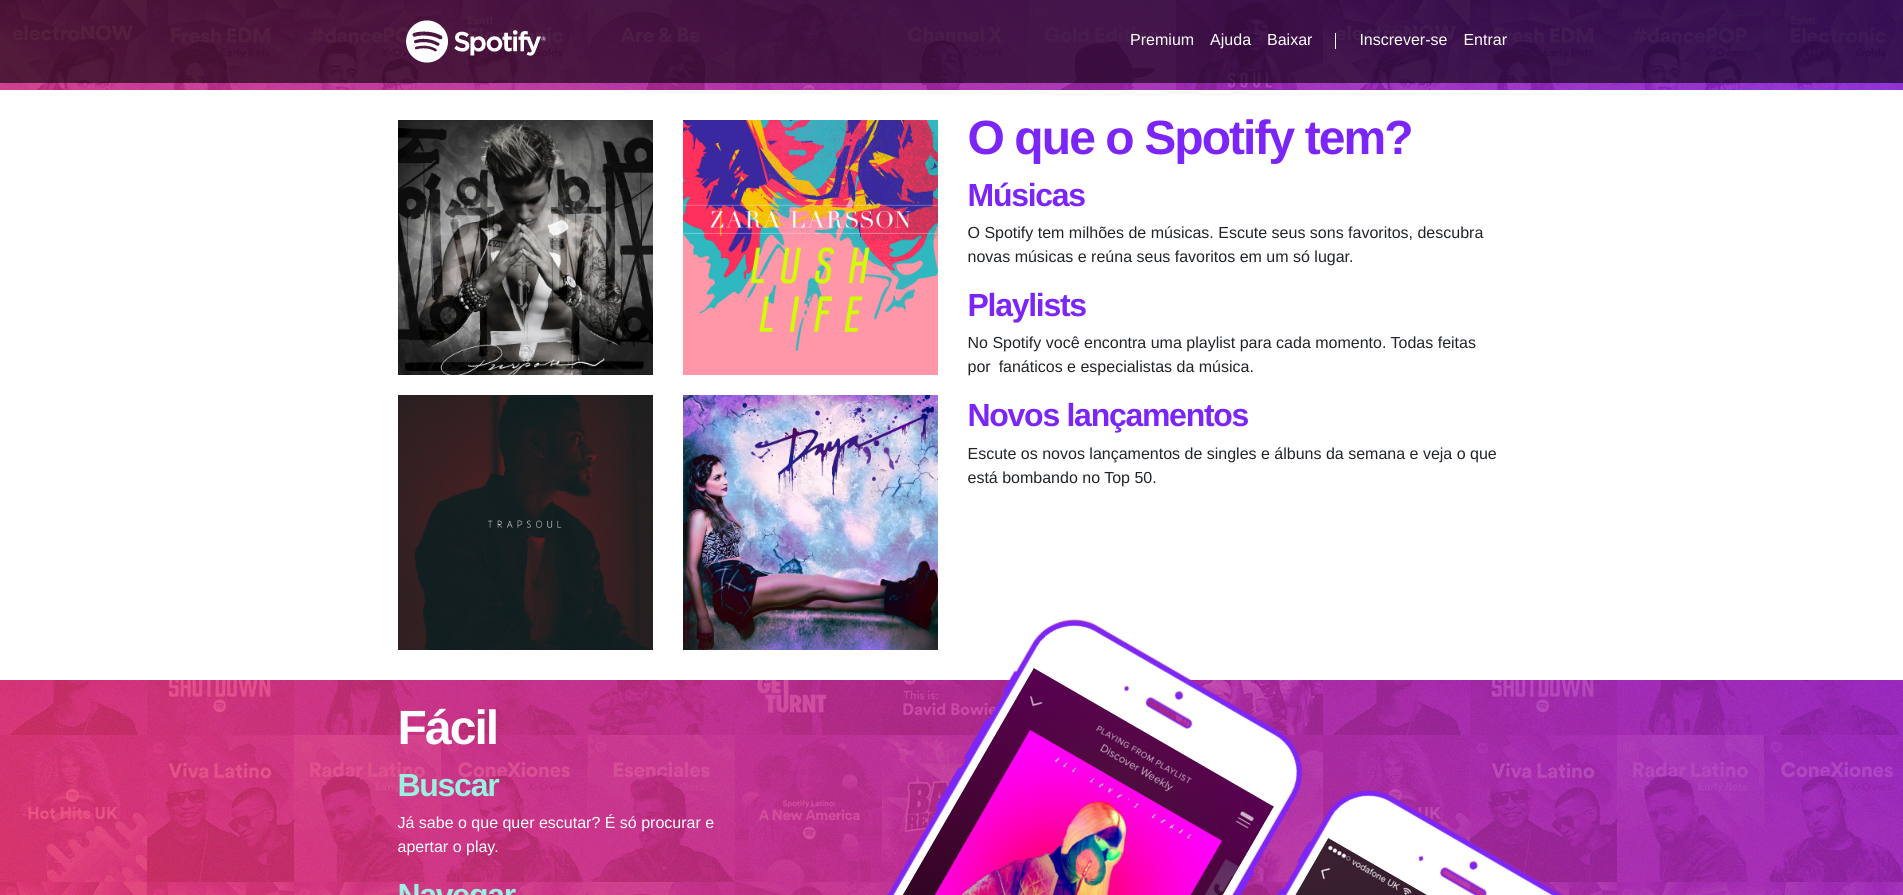 Spotify
Premium Ajuda Baixar | Inscrever-se Entrar
electroNOW
Fresh EDM
Are & Be
Channel X
#dancePOP
Electronic
SOUL
Purpose
ZARA LARSSON
LUSH
LIFE
TRAPSOUL
Daya
O que o Spotify tem?
Músicas
O Spotify tem milhões de músicas. Escute seus sons favoritos, descubra
novas músicas e reúna seus favoritos em um só lugar.
Playlists
No Spotify você encontra uma playlist para cada momento. Todas feitas
por fanáticos e especialistas da música.
Novos lançamentos
Escute os novos lançamentos de singles e álbuns da semana e veja o que
está bombando no Top 50.
SHUTDOWN
GET
TURNT
This is:
David Bowie
SHUTDOWN
Fácil
Buscar
Já sabe o que quer escutar? É só procurar e
apertar o play.
Navegar
Hot Hits UK
Viva Latino
Radar Latino
ConeXiones
Esenciales
Spotify Latino:
A New America
PLAYING FROM PLAYLIST
Discover Weekly
vodafone UK
UK
Viva Latino
Radar Latino
ConeXiones